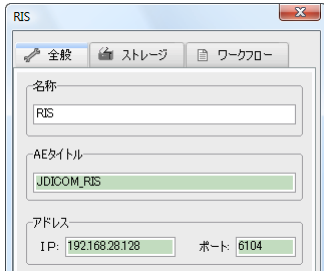 RIS
全般 ストレージ ワークフロー
名称
RIS
AEタイトル
JDICOM_RIS
アドレス
IP: 192.168.28.128 ポート: 6104